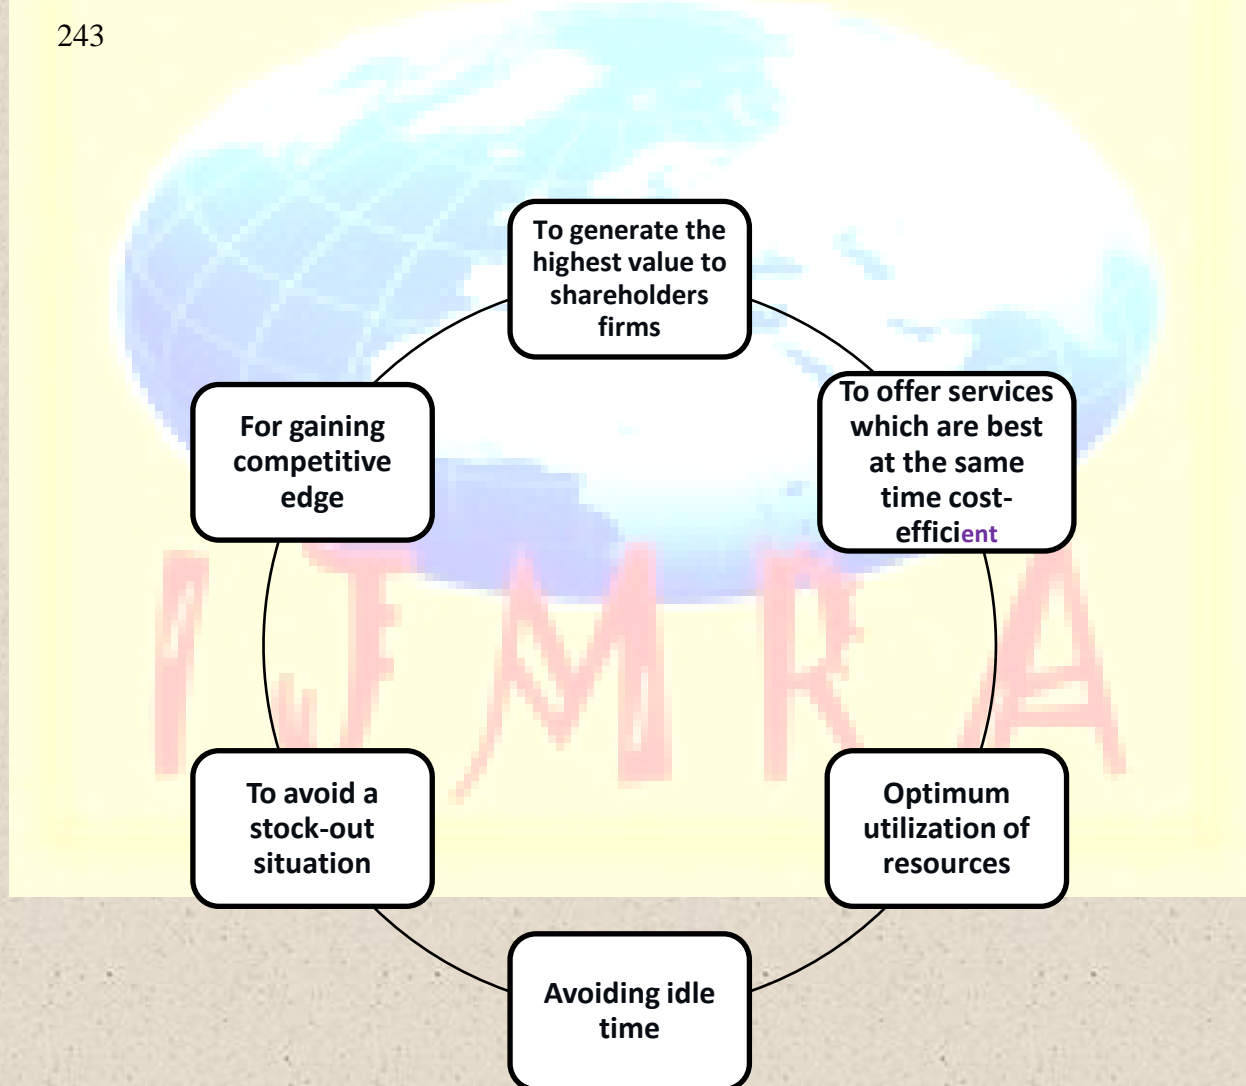 243
To generate the
highest value to
shareholders
firms
To offer services
which are best
at the same
time cost-
efficient
For gaining
competitive
edge
To avoid a
stock-out
situation
Optimum
utilization of
resources
Avoiding idle
time
IJMRA